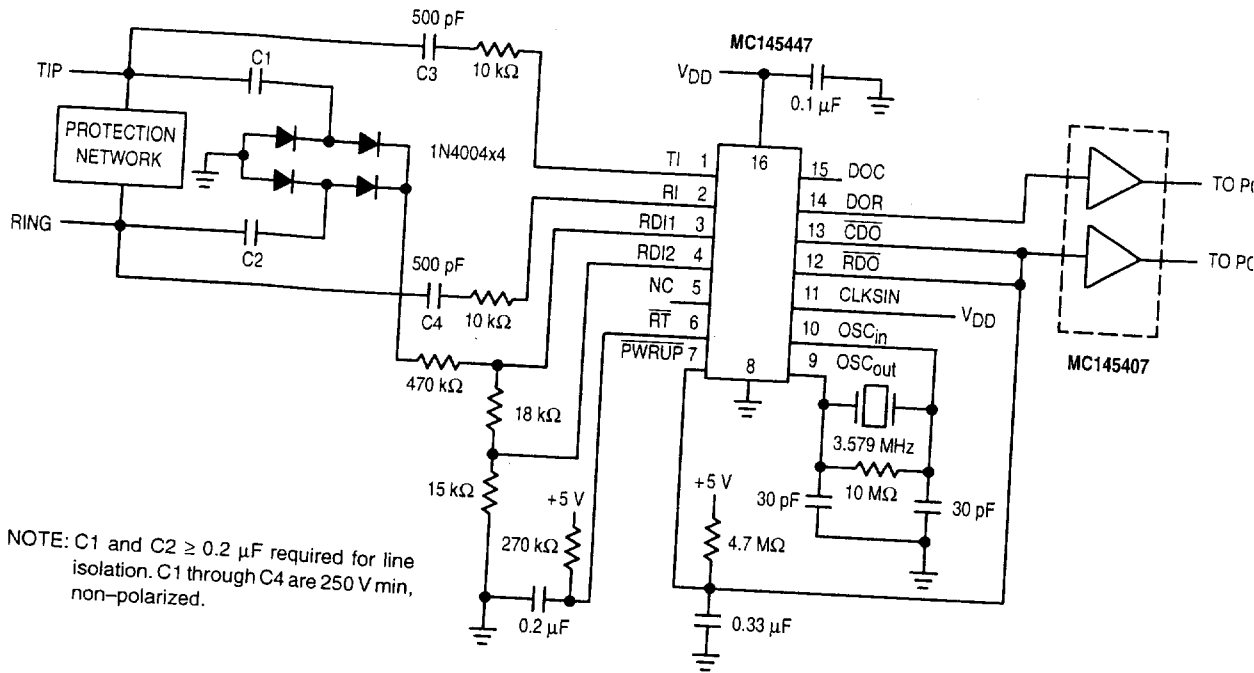 500 pF
C3
10 kΩ
TIP
C1
PROTECTION
NETWORK
1N4004x4
RING
C2
500 pF
C4
10 kΩ
470 kΩ
18 kΩ
15 kΩ
+5 V
270 kΩ
0.2 µF
MC145447
VDD
0.1 µF
TI 1
RI 2
RDI1 3
RDI2 4
NC 5
RT 6
PWRUP 7
8
16
15 DOC
14 DOR
13 CDO
12 RDO
11 CLKSIN
VDD
10 OSCin
9 OSCout
3.579 MHz
10 MΩ
30 pF
30 pF
+5 V
4.7 MΩ
0.33 µF
TO
TO
MC145407
NOTE: C1 and C2 ≥ 0.2 µF required for line
isolation. C1 through C4 are 250 V min,
non–polarized.